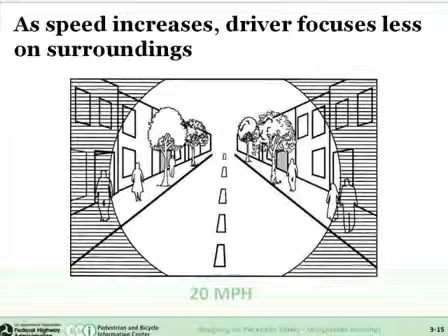 As speed increases, driver focuses less
on surroundings
20 MPH
Federal Highway
Pedestrian and Bicycle
Information Center
3-15